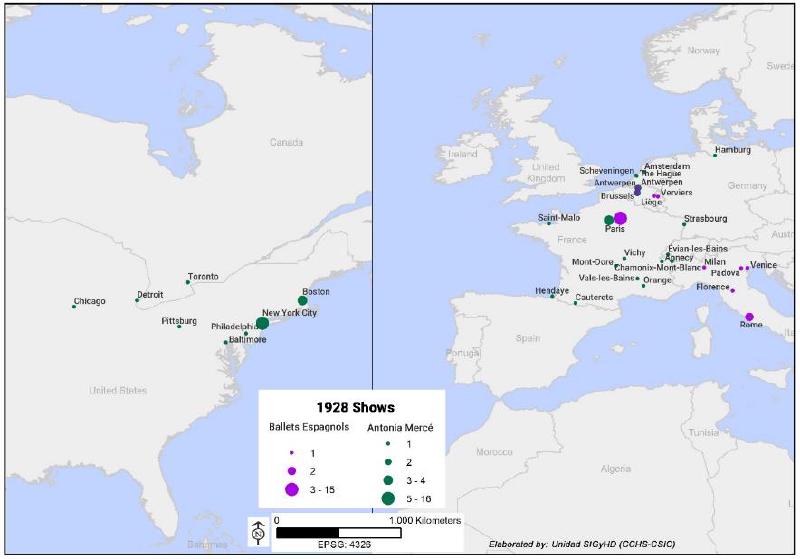 Norway
Swede
Canada
Ireland
United
Kingdom
Hamburg
Scheveningen
Amsterdam
The Hague
Antwerpen
Antwerpen
Germany
Brussels
Verviers
Liège
Saint-Malo
Paris
Strasbourg
France
Austr
Vichy
Évian-les-Bains
Annecy
Mont-Dore
Chamonix-Mont-Blanc
Milan
Padova
Venice
Vals-les-Bains
Orange
Florence
Hendaye
Cauterets
Rome
Italy
Portugal
Spain
Toronto
Chicago
Detroit
Boston
Pittsburg
Philadelphia
New York City
Baltimore
United States
Tunisia
Morocco
Algeria
L
Bahamas
1928 Shows
Ballets Espagnols
Antonia Mercé
1
2
3 - 15
1
2
3 - 4
5 - 16
0
1.000 Kilometers
N
EPSG: 4326
Elaborated by: Unidad SIGyHD (CCHS-CSIC)